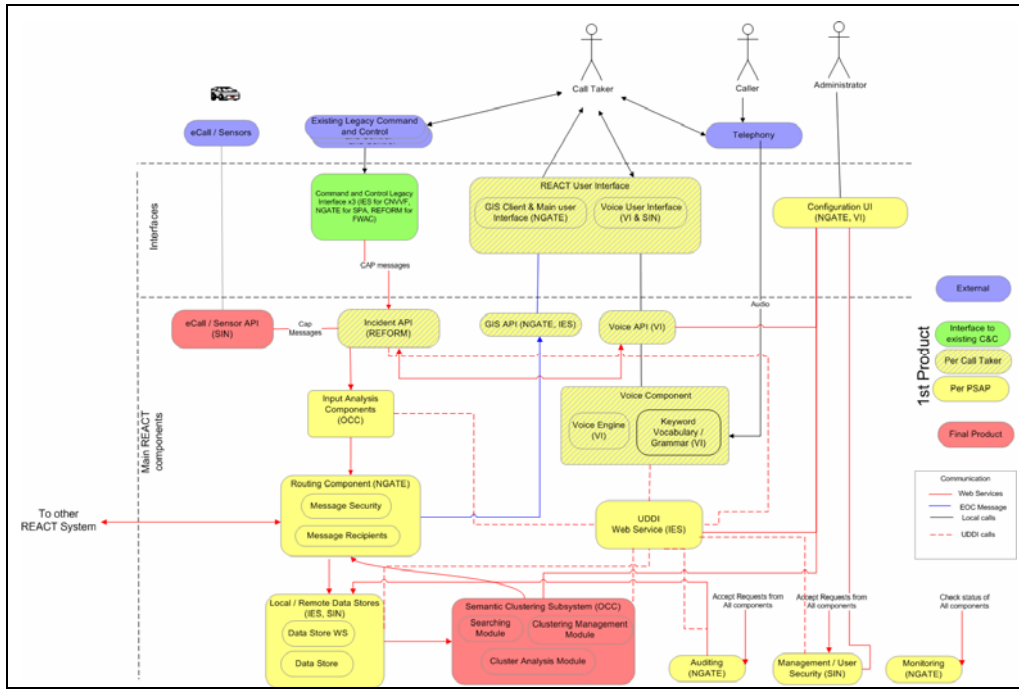 Call Taker
Caller
Administrator
eCall / Sensors
Existing Legacy Command
and Control
Telephony
Interfaces
Command and Control Legacy
Interface x3 (IES for CNVVF,
NGATE for SPA, REFORM for
FWAC)
REACT User Interface
GIS Client & Main user
Interface (NGATE)
Voice User Interface
(VI & SIN)
Configuration UI
(NGATE, VI)
CAP messages
Audio
Main REACT
components
eCall / Sensor API
(SIN)
Cap
Messages
Incident API
(REFORM)
GIS API (NGATE, IES)
Voice API (VI)
Input Analysis
Components
(OCC)
Voice Component
Voice Engine
(VI)
Keyword
Vocabulary /
Grammar (VI)
Routing Component (NGATE)
Message Security
Message Recipients
To other
REACT System
UDDI
Web Service (IES)
Local / Remote Data Stores
(IES, SIN)
Data Store WS
Data Store
Semantic Clustering Subsystem (OCC)
Searching
Module
Clustering Management
Module
Cluster Analysis Module
Accept Requests from
All components
Accept Requests from
All components
Check status of
All components
Auditing
(NGATE)
Management / User
Security (SIN)
Monitoring
(NGATE)
1st Product
External
Interface to
existing C&C
Per Call Taker
Per PSAP
Final Product
Communication
Web Services
EOC Message
Local calls
UDDI calls